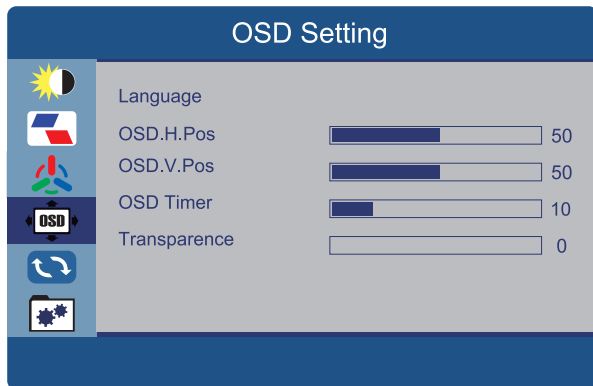 OSD Setting
Language
OSD.H.Pos 50
OSD.V.Pos 50
OSD Timer 10
Transparence 0
OSD